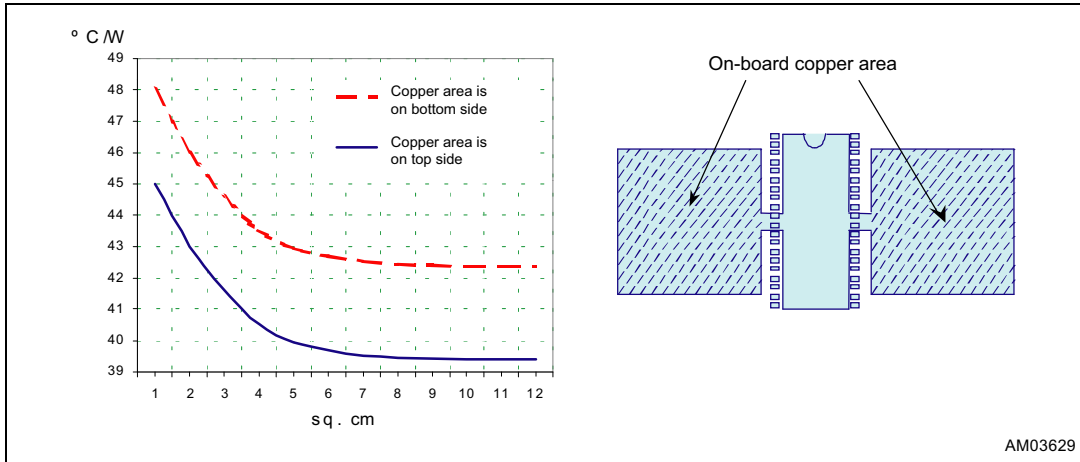 º C/W
49
48
47
46
45
44
43
42
41
40
39
1 2 3 4 5 6 7 8 9 10 11 12
sq. cm
Copper area is
on bottom side
Copper area is
on top side
On-board copper area
AM03629